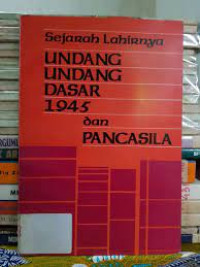 Sejarah Lahirnya
UNDANG
UNDANG
DASAR
1945
dan
PANCASILA